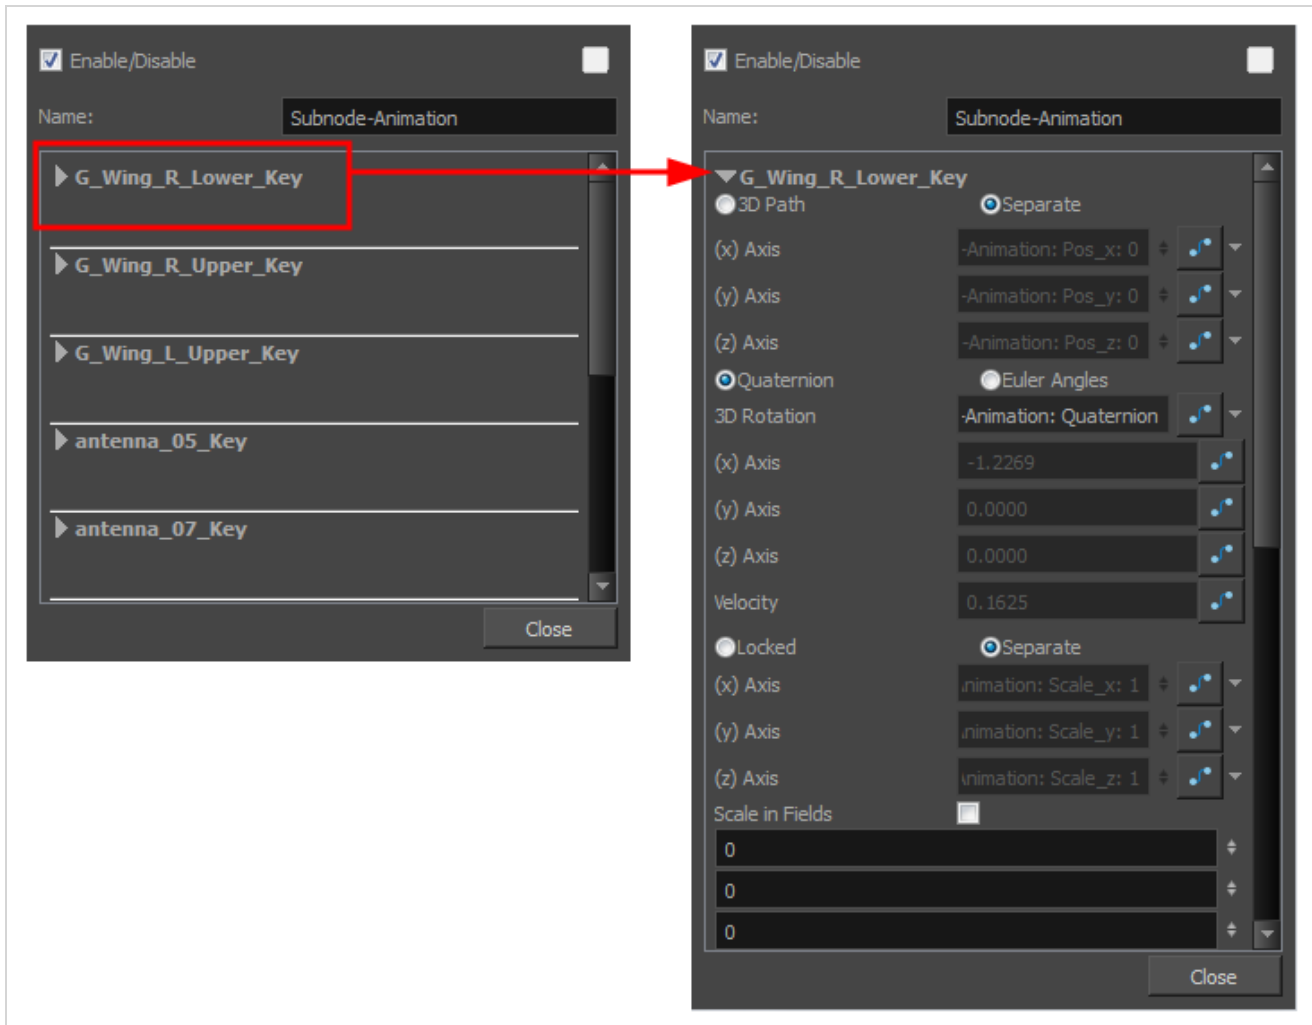 Enable/Disable
Name: Subnode-Animation
G_Wing_R_Lower_Key
G_Wing_R_Upper_Key
G_Wing_L_Upper_Key
antenna_05_Key
antenna_07_Key
Close
Enable/Disable
Name: Subnode-Animation
G_Wing_R_Lower_Key
3D Path Separate
(x) Axis -Animation: Pos_x: 0
(y) Axis -Animation: Pos_y: 0
(z) Axis -Animation: Pos_z: 0
Quaternion Euler Angles
3D Rotation -Animation: Quaternion
(x) Axis -1.2269
(y) Axis 0.0000
(z) Axis 0.0000
Velocity 0.1625
Locked Separate
(x) Axis nimation: Scale_x: 1
(y) Axis nimation: Scale_y: 1
(z) Axis nimation: Scale_z: 1
Scale in Fields
0
0
0
Close